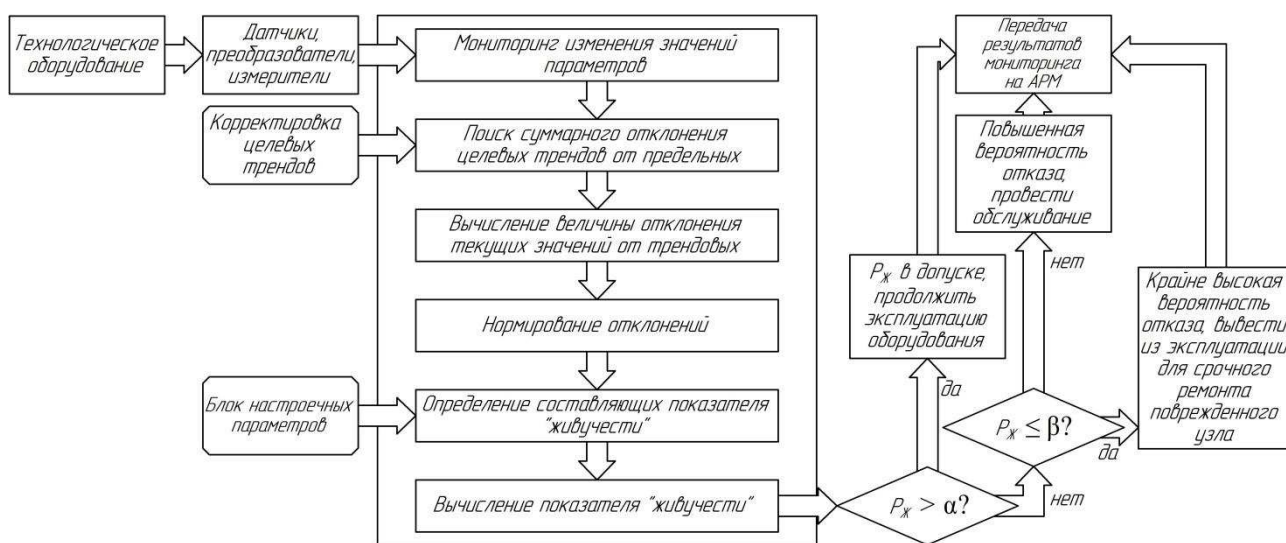 Технологическое
оборудование
Датчики,
преобразователи,
измерители
Мониторинг изменения значений
параметров
Корректировка
целевых
трендов
Поиск суммарного отклонения
целевых трендов от предельных
Вычисление величины отклонения
текущих значений от трендовых
Нормирование отклонений
Блок настроечных
параметров
Определение составляющих показателя
"живучести"
Вычисление показателя "живучести"
Pж > α?
да
нет
Pж в допуске,
продолжить
эксплуатацию
оборудования
Pж ≤ β?
нет
да
Повышенная
вероятность
отказа,
провести
обслуживание
Крайне высокая
вероятность
отказа, вывести
из эксплуатации
для срочного
ремонта
поврежденного
узла
Передача
результатов
мониторинга
на АРМ